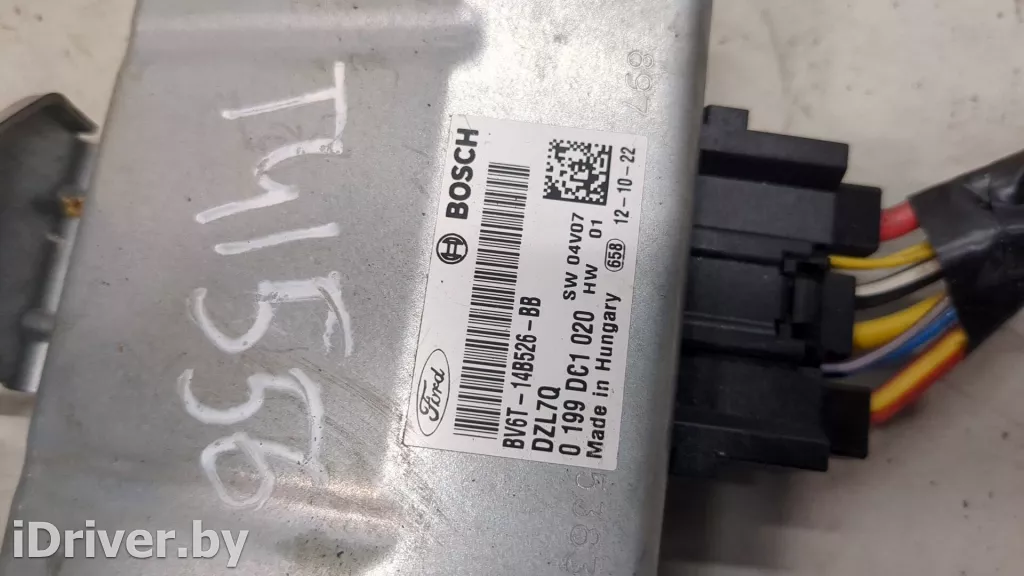 BOSCH
SW 04V07
HW 01
12-10-22
658
Ford
BV6T-14B526-BB
DZL7Q
0 199 DC1 020
Made in Hungary
468
iDriver.by